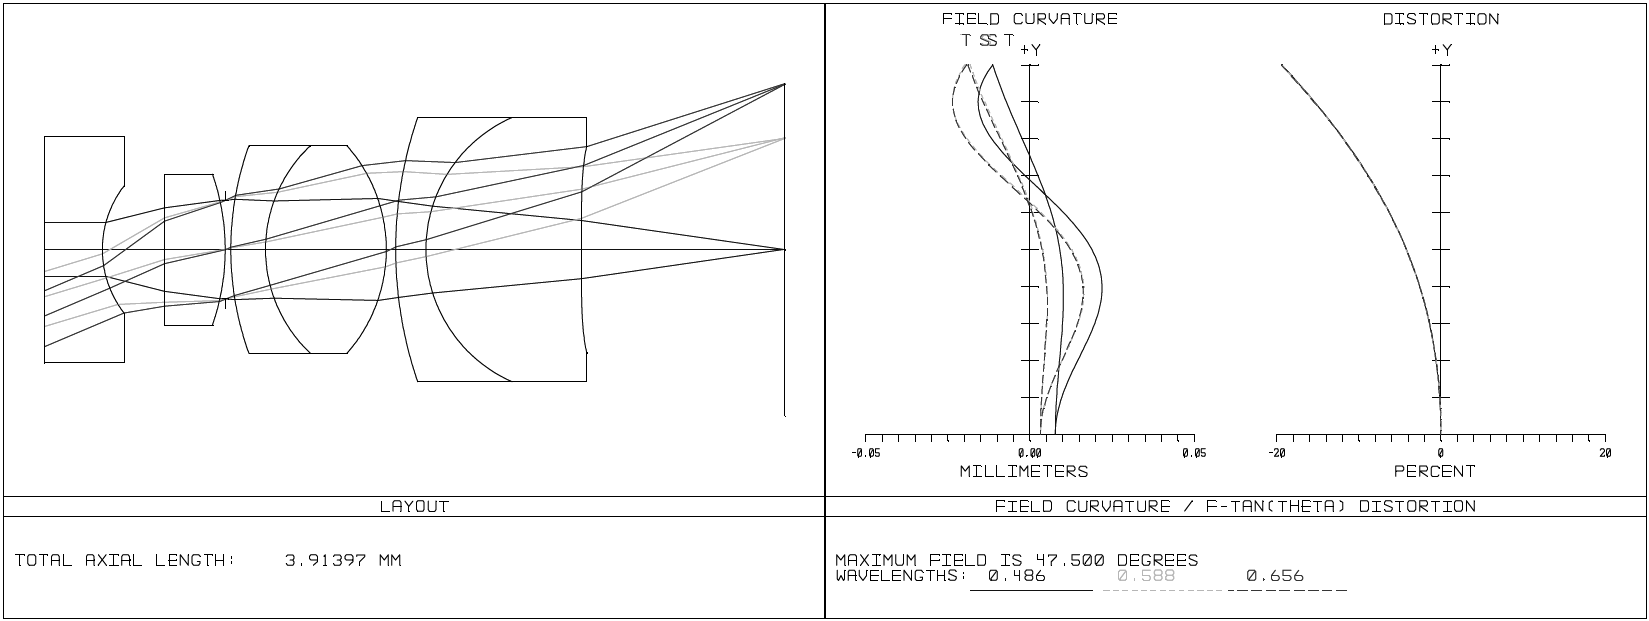 FIELD CURVATURE
T SS T
+Y
-0.05 0.00 0.05
MILLIMETERS
DISTORTION
+Y
-20 0 20
PERCENT
LAYOUT
FIELD CURVATURE / F-TAN(THETA) DISTORTION
TOTAL AXIAL LENGTH: 3.91397 MM
MAXIMUM FIELD IS 47.500 DEGREES
WAVELENGTHS: 0.486 0.588 0.656